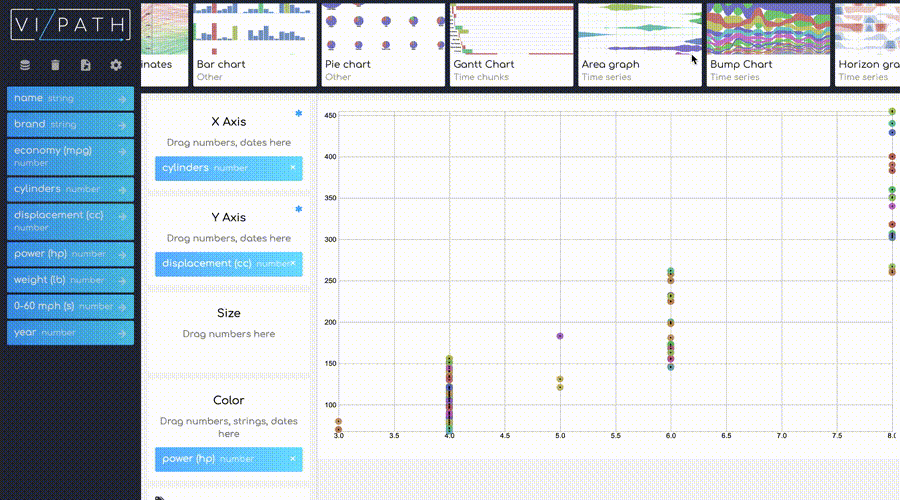 VIZPATH
inates
Bar chart
Other
Pie chart
Other
Gantt Chart
Time chunks
Area graph
Time series
Bump Chart
Time series
Horizon gra
Time series
name string
brand string
economy (mpg)
number
cylinders number
displacement (cc)
number
power (hp) number
weight (lb) number
0-60 mph (s) number
year number
X Axis
Drag numbers, dates here
cylinders number ×
Y Axis
Drag numbers, dates here
displacement (cc) number×
Size
Drag numbers here
Color
Drag numbers, strings, dates
here
power (hp) number ×
450
400
350
300
250
200
150
100
3.0 3.5 4.0 4.5 5.0 5.5 6.0 6.5 7.0 7.5 8.0